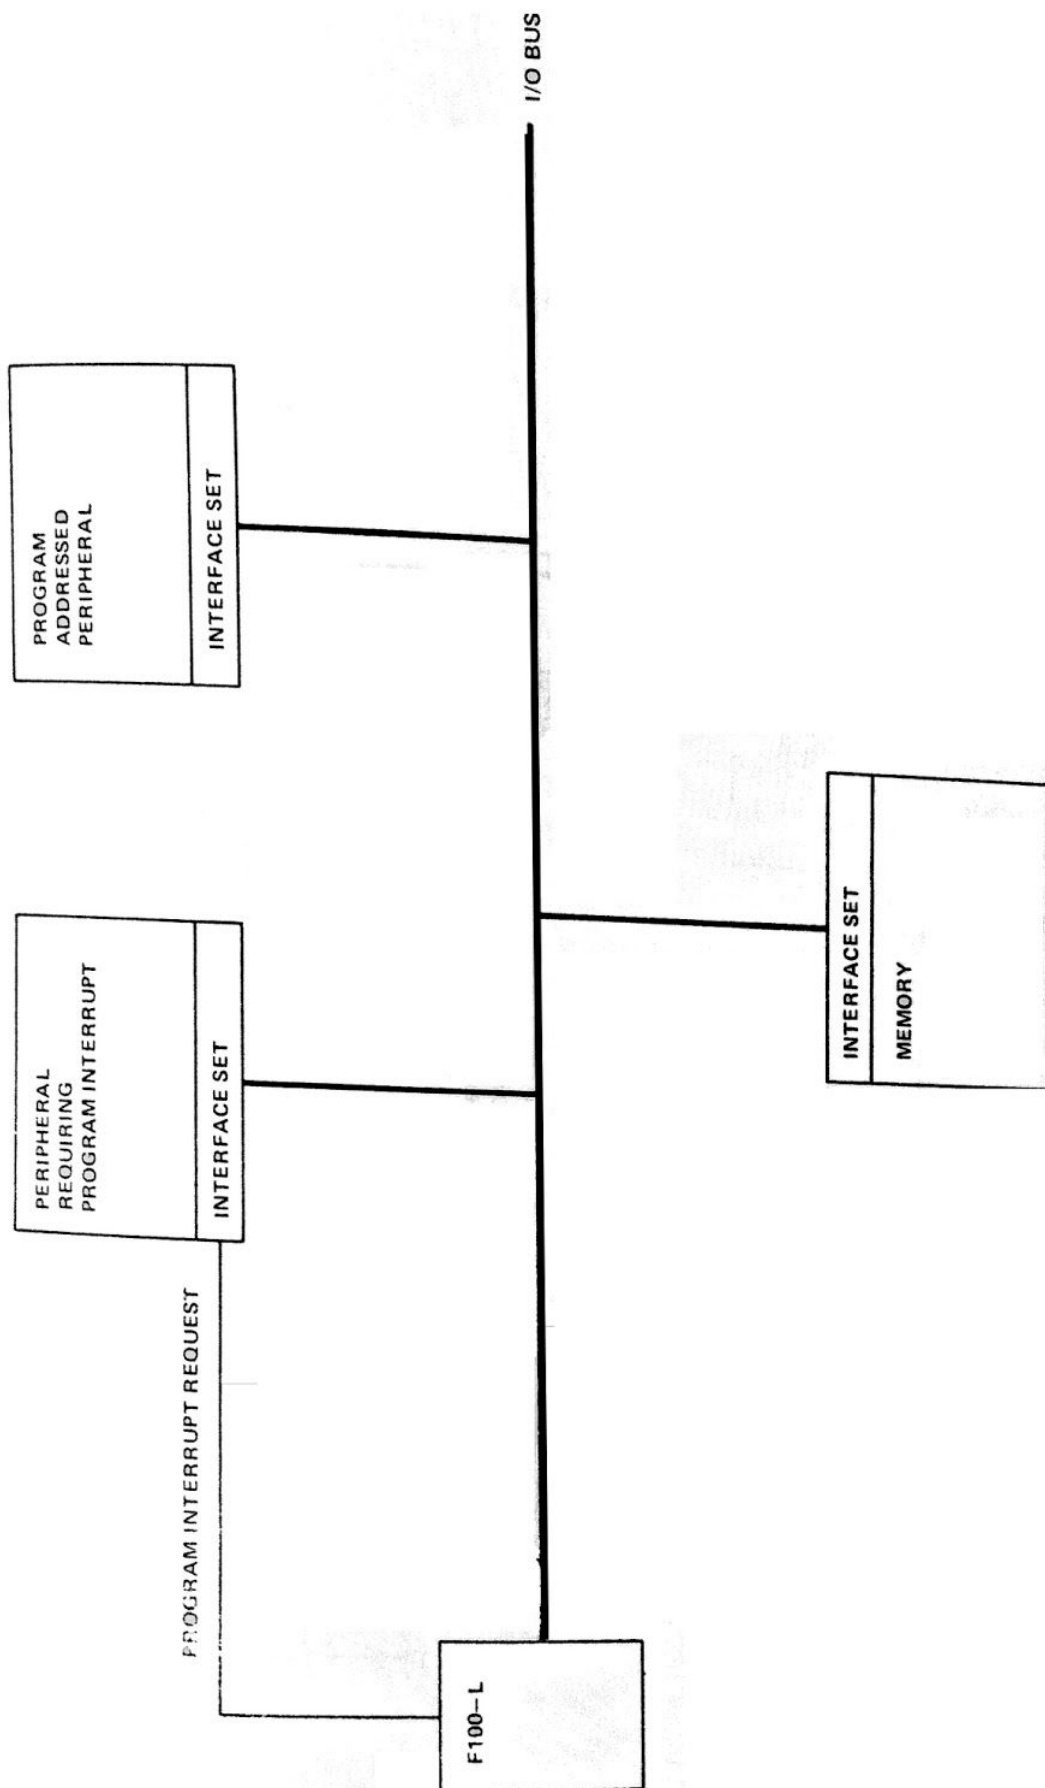 PERIPHERAL
REQUIRING
PROGRAM INTERRUPT
INTERFACE SET
PROGRAM
ADDRESSED
PERIPHERAL
INTERFACE SET
PROGRAM INTERRUPT REQUEST
F100-L
I/O BUS
INTERFACE SET
MEMORY